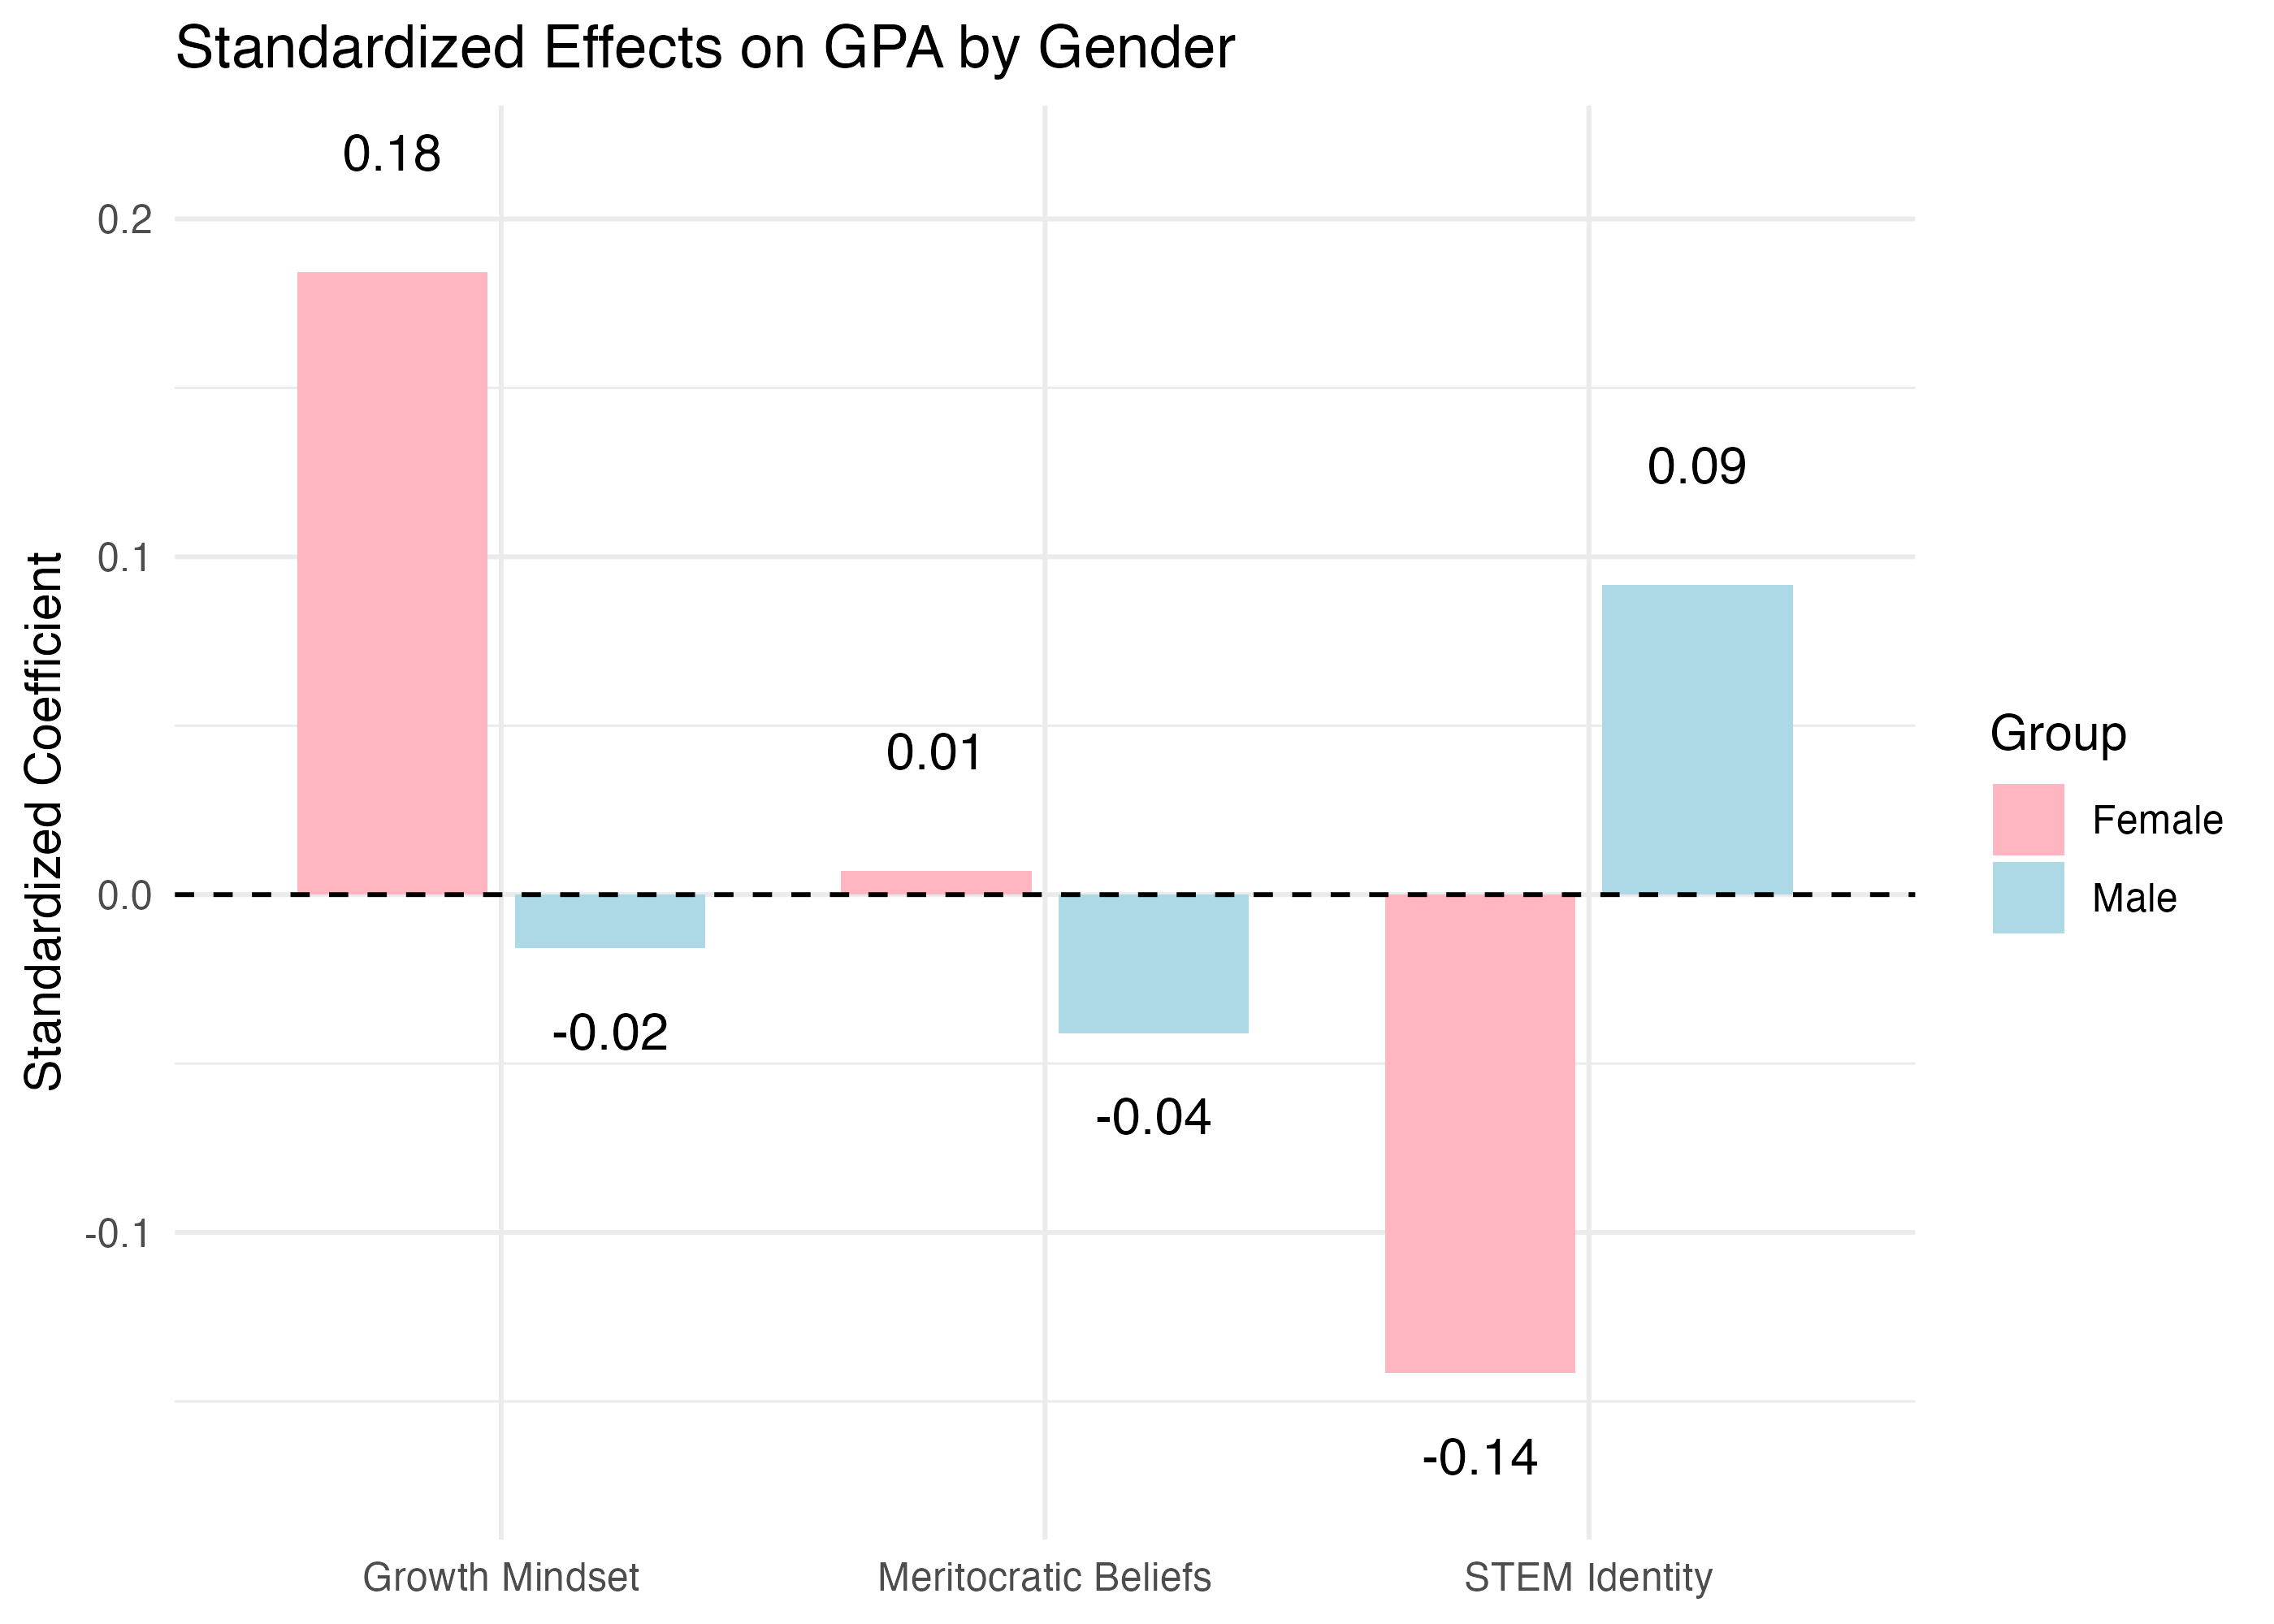 Standardized Effects on GPA by Gender
0.18
0.2
0.09
0.1
0.01
Standardized Coefficient
Group
Female
Male
0.0
-0.02
-0.04
-0.1
-0.14
Growth Mindset
Meritocratic Beliefs
STEM Identity